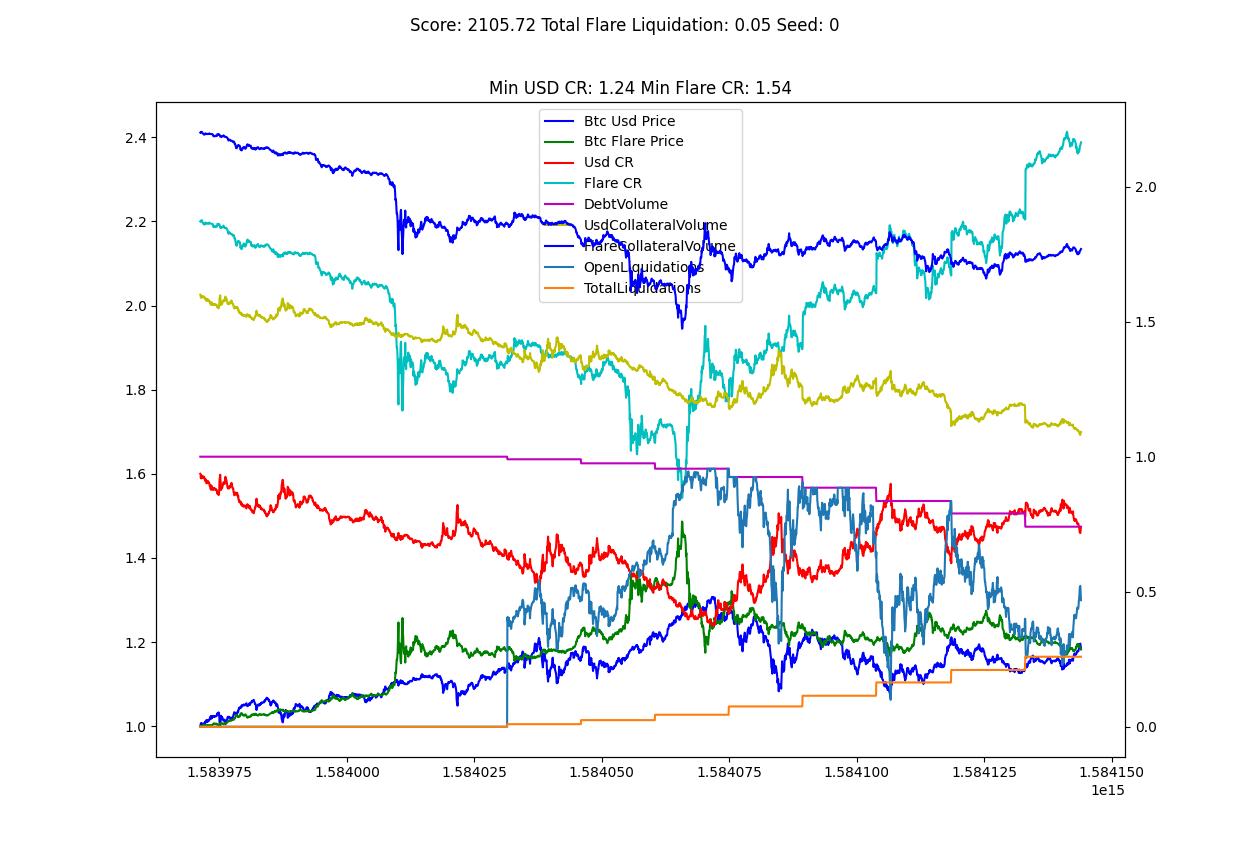 Score: 2105.72 Total Flare Liquidation: 0.05 Seed: 0
Min USD CR: 1.24 Min Flare CR: 1.54
Btc Usd Price
Btc Flare Price
Usd CR
Flare CR
DebtVolume
UsdCollateralVolume
FlareCollateralVolume
OpenLiquidations
TotalLiquidations
2.4
2.2
2.0
1.8
1.6
1.4
1.2
1.0
2.0
1.5
1.0
0.5
0.0
1.583975 1.584000 1.584025 1.584050 1.584075 1.584100 1.584125 1.584150
1e15